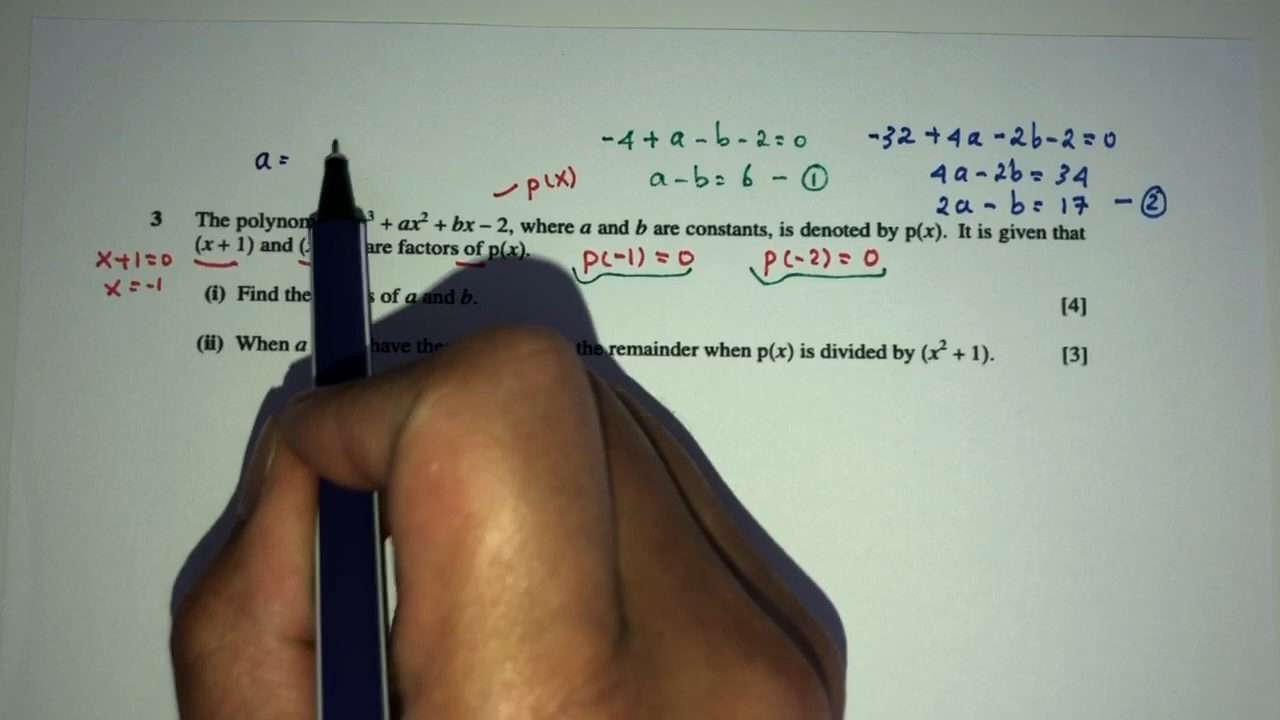 -4 + a - b - 2 = 0
-32 + 4a - 2b - 2 = 0
a =
p(x)
a - b = 6 - ①
4a - 2b = 34
2a - b = 17 - ②
3 The + ax² + bx − 2, where a and b are constants, is denoted by p(x). It is given that
(x + 1) and ( are factors of p(x).
x+1=0
p(-1) = 0
p(-2) = 0
x = -1
(i) Find the of a and b. [4]
(ii) When a have the remainder when p(x) is divided by (x² + 1). [3]